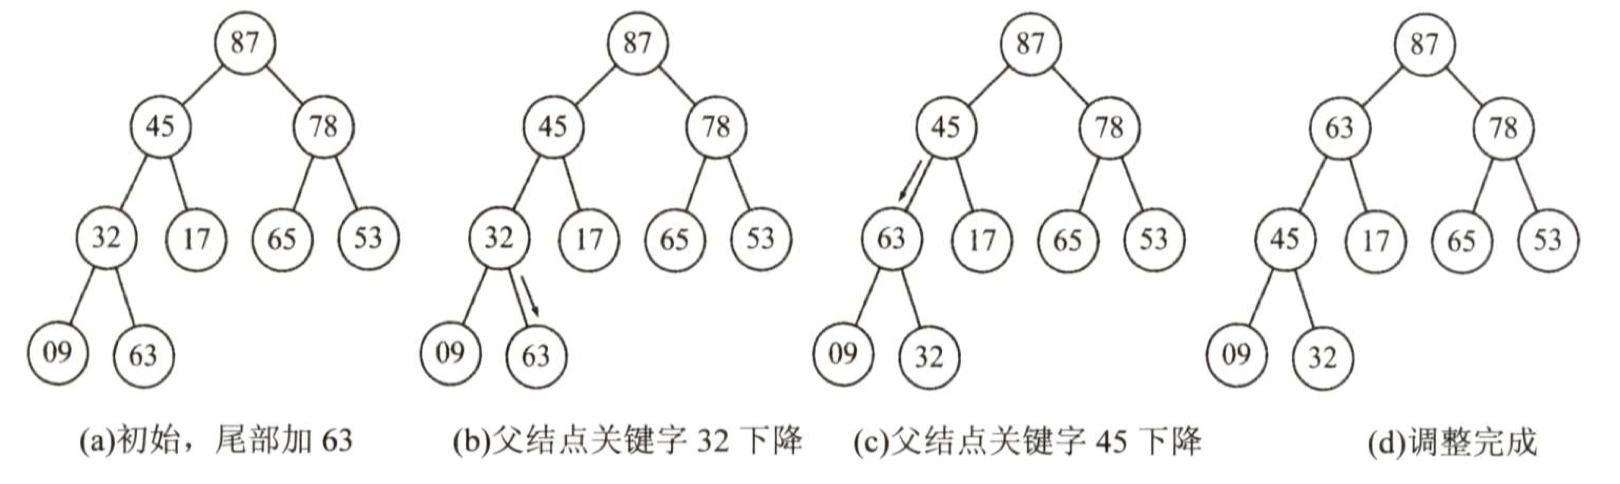 87 87 87 87
45 78 45 78 45 78 63 78
32 17 65 53 32 17 65 53 63 17 65 53 45 17 65 53
09 63 09 63 09 32 09 32
(a)初始，尾部加 63 (b)父结点关键字 32 下降 (c)父结点关键字 45 下降 (d)调整完成